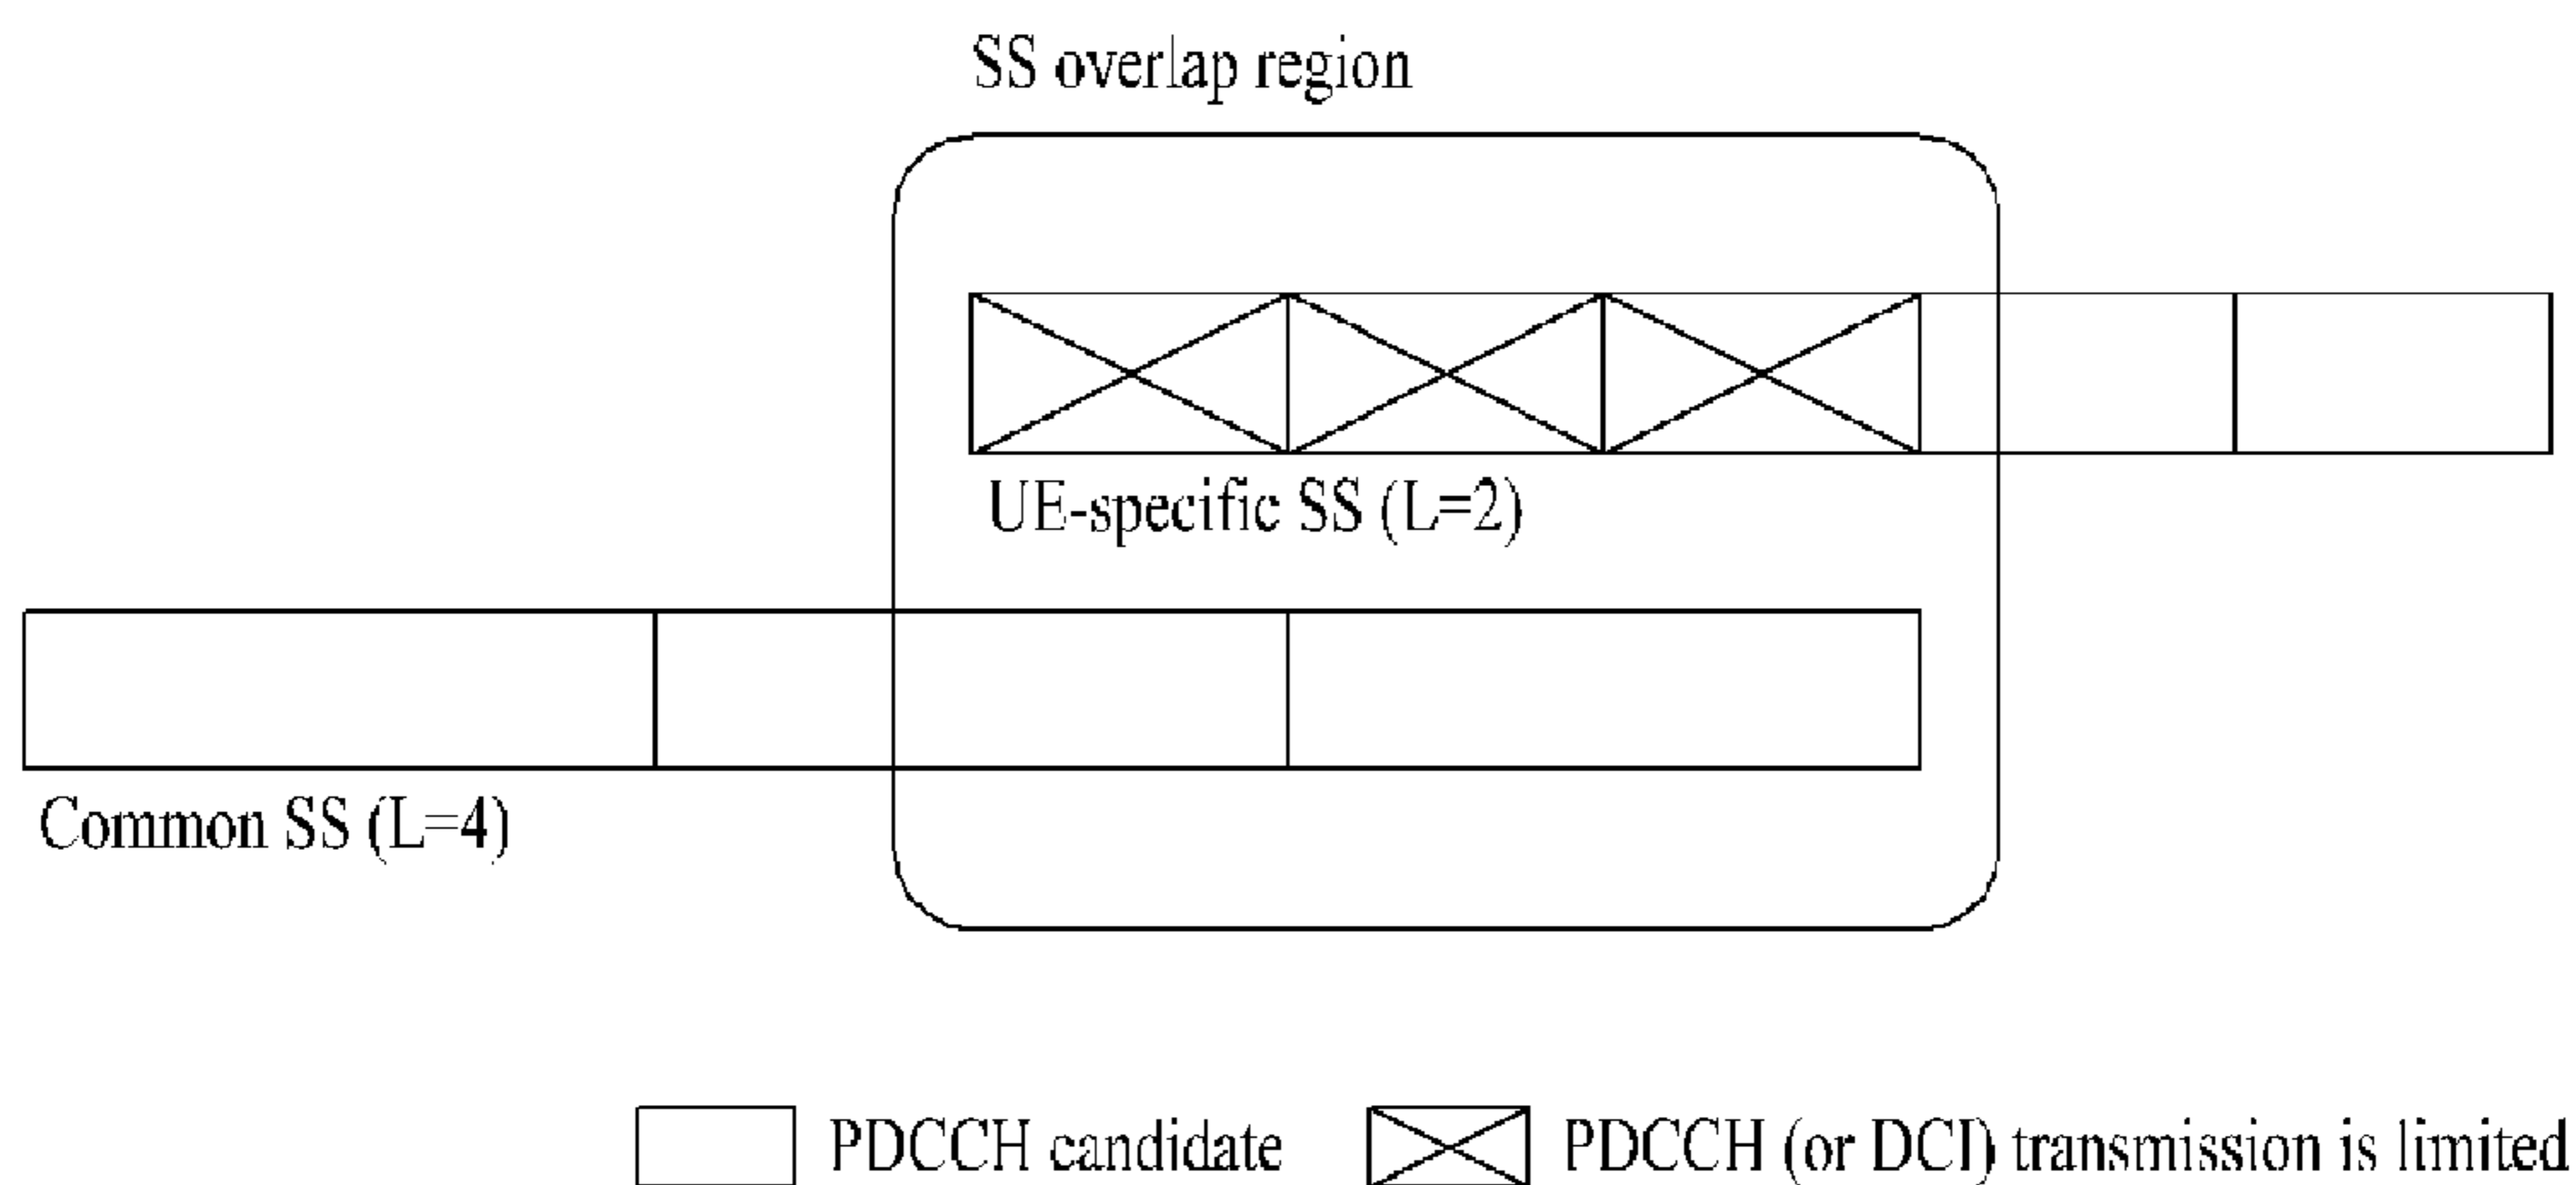 SS overlap region
UE-specific SS (L=2)
Common SS (L=4)
PDCCH candidate
PDCCH (or DCI) transmission is limited